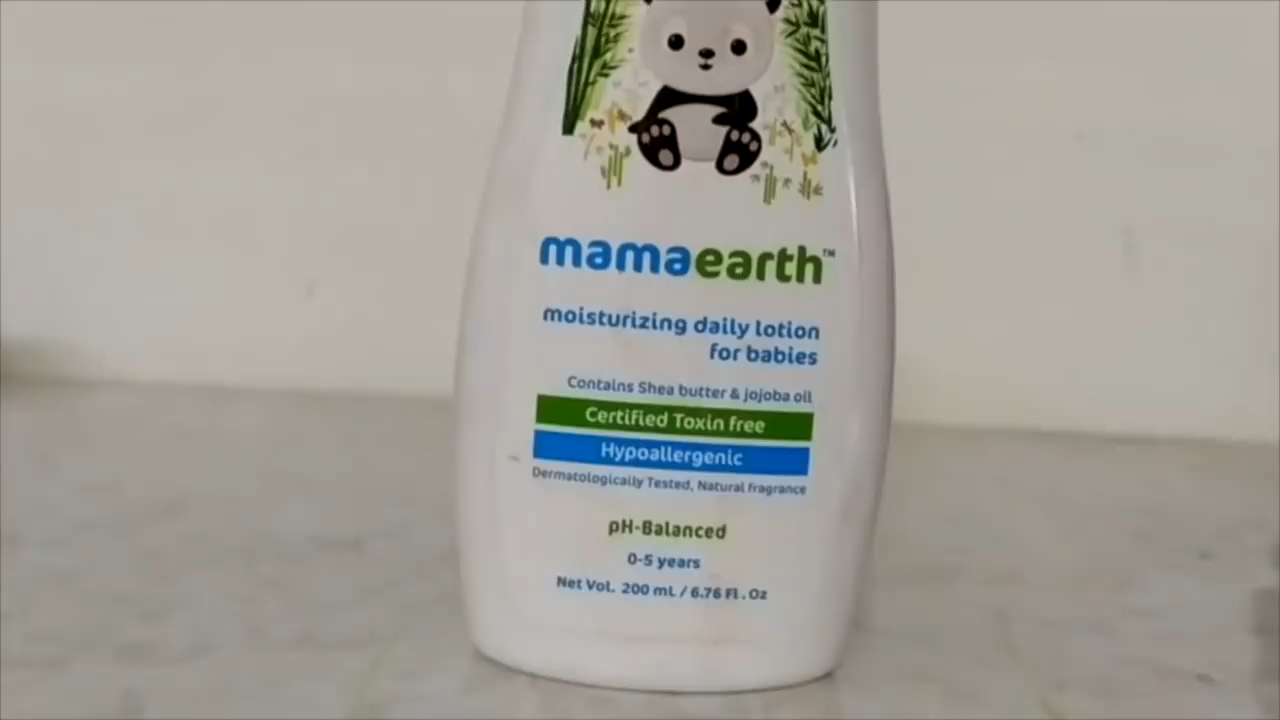 mamaearth™
moisturizing daily lotion
for babies
Contains Shea butter & jojoba oil
Certified Toxin free
Hypoallergenic
Dermatologically Tested, Natural fragrance
pH-Balanced
0-5 years
Net Vol. 200 mL / 6.76 Fl. Oz